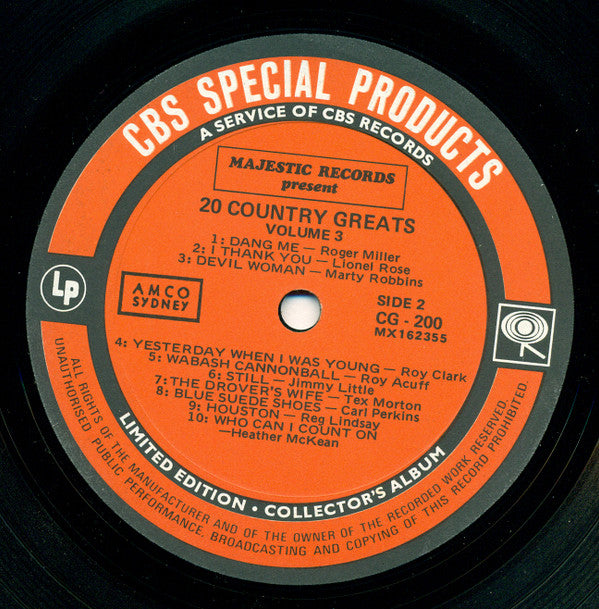 CBS SPECIAL PRODUCTS
A SERVICE OF CBS RECORDS
MAJESTIC RECORDS
present
20 COUNTRY GREATS
VOLUME 3
1: DANG ME — Roger Miller
2: I THANK YOU — Lionel Rose
3: DEVIL WOMAN — Marty Robbins
LP
AMCO
SYDNEY
SIDE 2
CG - 200
MX162355
4: YESTERDAY WHEN I WAS YOUNG — Roy Clark
5: WABASH CANNONBALL — Roy Acuff
6: STILL — Jimmy Little
7: THE DROVER'S WIFE — Tex Morton
8: BLUE SUEDE SHOES — Carl Perkins
9: HOUSTON — Reg Lindsay
10: WHO CAN I COUNT ON
—Heather McKean
LIMITED EDITION • COLLECTOR'S ALBUM
ALL RIGHTS OF THE MANUFACTURER AND OF THE OWNER OF THE RECORDED WORK RESERVED.
UNAUTHORISED PUBLIC PERFORMANCE, BROADCASTING AND COPYING OF THIS RECORD PROHIBITED.